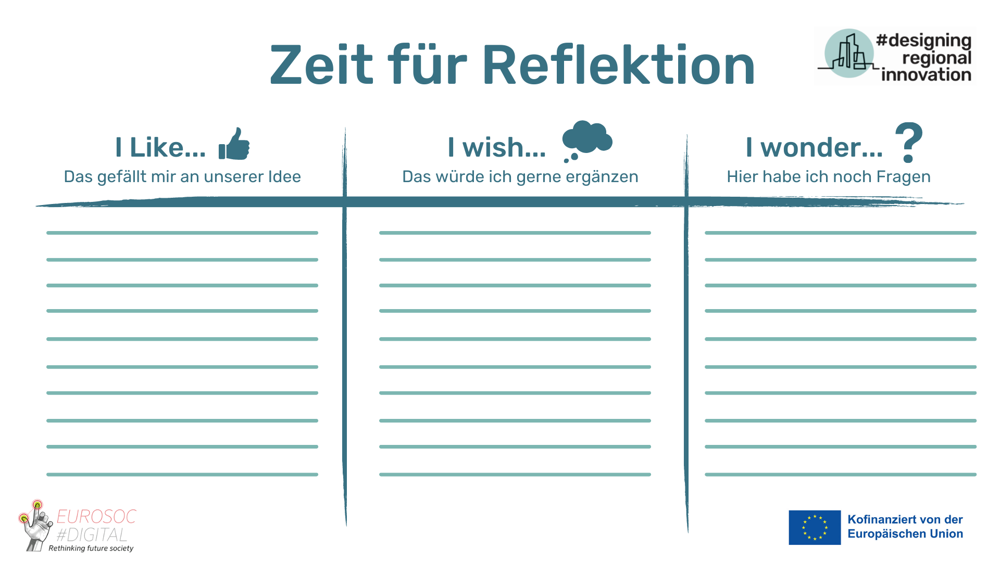 Zeit für Reflektion
#designing
regional
innovation
I Like...
Das gefällt mir an unserer Idee
I wish...
Das würde ich gerne ergänzen
I wonder...
Hier habe ich noch Fragen
EUROSOC
#DIGITAL
Rethinking future society
Kofinanziert von der
Europäischen Union